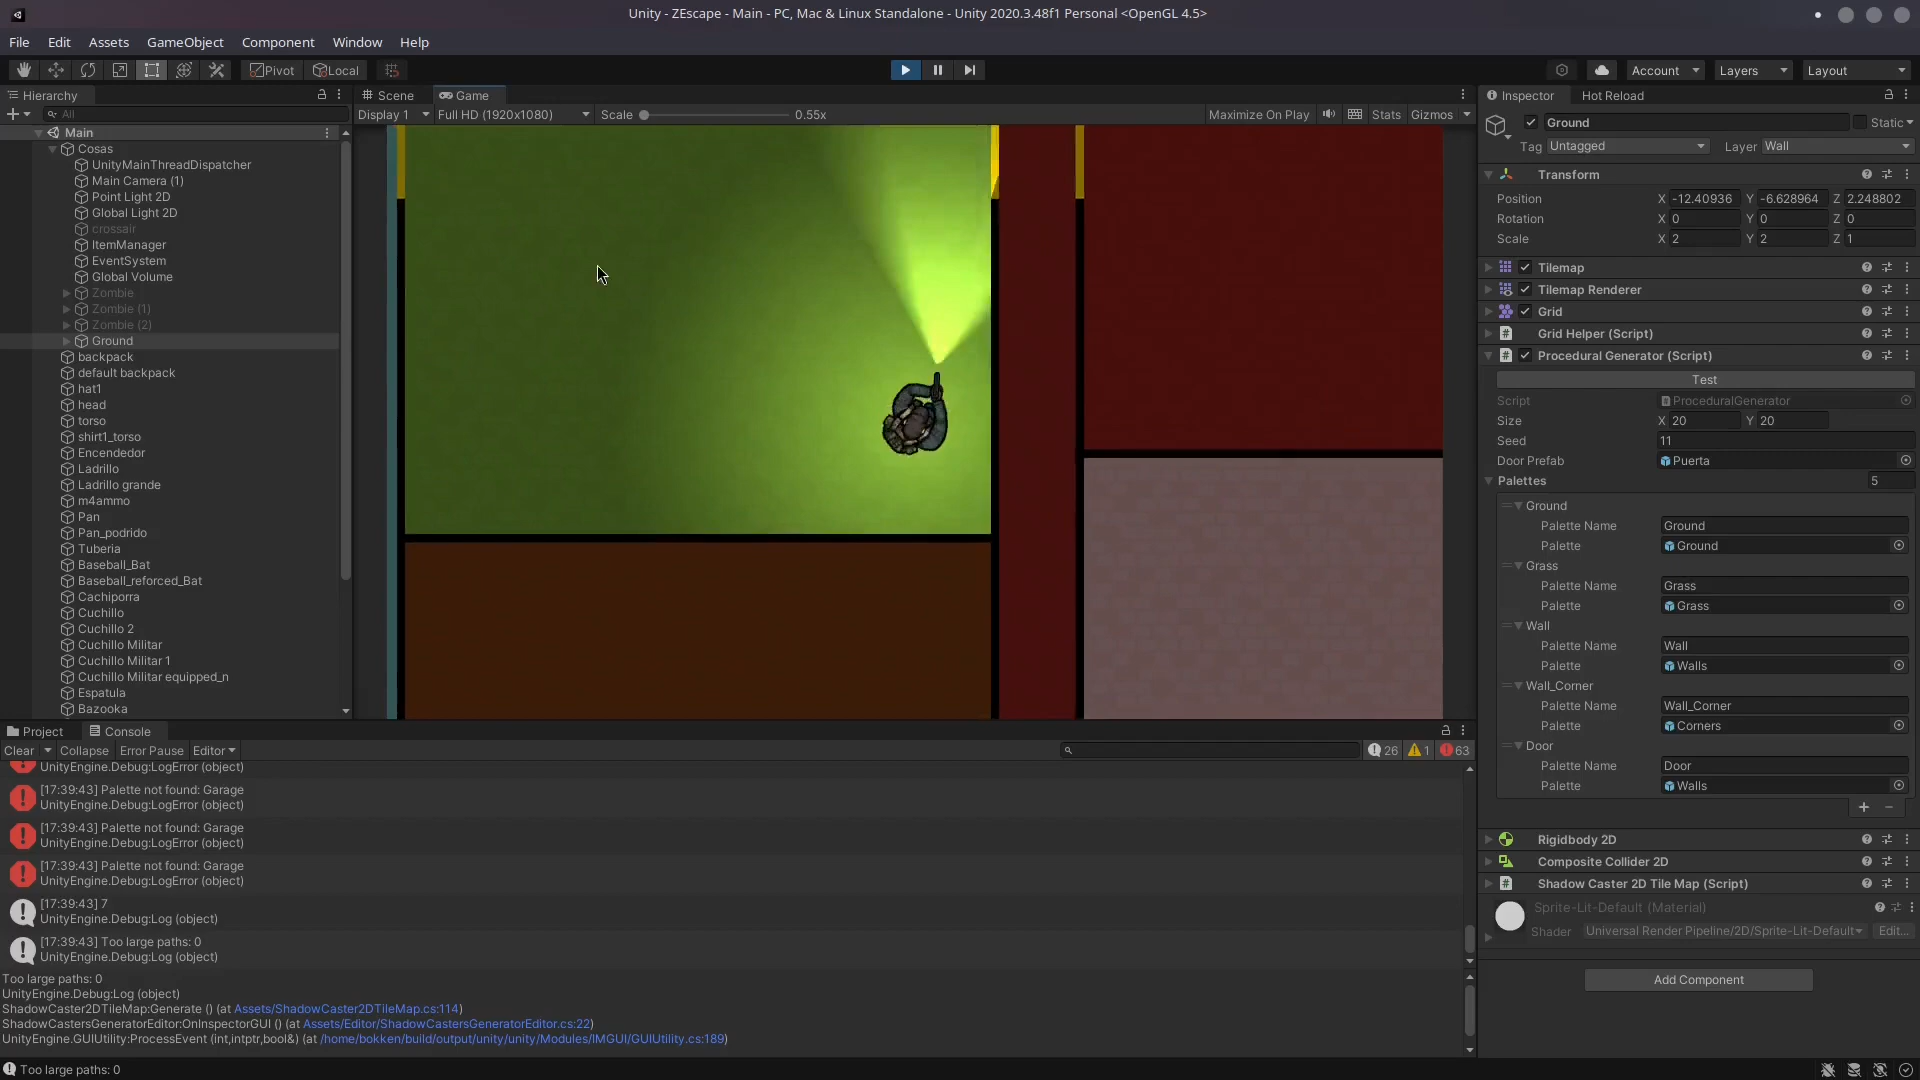 Unity - ZEscape - Main - PC, Mac & Linux Standalone - Unity 2020.3.48f1 Personal <OpenGL 4.5>
File Edit Assets GameObject Component Window Help
Pivot Local Account Layers Layout
Hierarchy
All
Main
Cosas
UnityMainThreadDispatcher
Main Camera (1)
Point Light 2D
Global Light 2D
crossair
ItemManager
EventSystem
Global Volume
Zombie
Zombie (1)
Zombie (2)
Ground
backpack
default backpack
hat1
head
torso
shirt1_torso
Encendedor
Ladrillo
Ladrillo grande
m4ammo
Pan
Pan_podrido
Tuberia
Baseball_Bat
Baseball_reforced_Bat
Cachiporra
Cuchillo
Cuchillo 2
Cuchillo Militar
Cuchillo Militar 1
Cuchillo Militar equipped_n
Espatula
Bazooka
Scene Game
Display 1 Full HD (1920x1080) Scale 0.55x Maximize On Play Stats Gizmos
Inspector Hot Reload
Ground Static
Tag Untagged Layer Wall
Transform
Position X -12.40936 Y -6.628964 Z 2.248802
Rotation X 0 Y 0 Z 0
Scale X 2 Y 2 Z 1
Tilemap
Tilemap Renderer
Grid
Grid Helper (Script)
Procedural Generator (Script)
Test
Script ProceduralGenerator
Size X 20 Y 20
Seed 11
Door Prefab Puerta
Palettes 5
Ground
Palette Name Ground
Palette Ground
Grass
Palette Name Grass
Palette Grass
Wall
Palette Name Wall
Palette Walls
Wall_Corner
Palette Name Wall_Corner
Palette Corners
Door
Palette Name Door
Palette Walls
Rigidbody 2D
Composite Collider 2D
Shadow Caster 2D Tile Map (Script)
Sprite-Lit-Default (Material)
Shader Universal Render Pipeline/2D/Sprite-Lit-Default Edit...
Add Component
Project Console
Clear Collapse Error Pause Editor 26 1 63
UnityEngine.Debug:LogError (object)
[17:39:43] Palette not found: Garage
UnityEngine.Debug:LogError (object)
[17:39:43] Palette not found: Garage
UnityEngine.Debug:LogError (object)
[17:39:43] Palette not found: Garage
UnityEngine.Debug:LogError (object)
[17:39:43] 7
UnityEngine.Debug:Log (object)
[17:39:43] Too large paths: 0
UnityEngine.Debug:Log (object)
Too large paths: 0
UnityEngine.Debug:Log (object)
ShadowCaster2DTileMap:Generate () (at Assets/ShadowCaster2DTileMap.cs:114)
ShadowCastersGeneratorEditor:OnInspectorGUI () (at Assets/Editor/ShadowCastersGeneratorEditor.cs:22)
UnityEngine.GUIUtility:ProcessEvent (int,intptr,bool&) (at /home/bokken/build/output/unity/unity/Modules/IMGUI/GUIUtility.cs:189)
Too large paths: 0